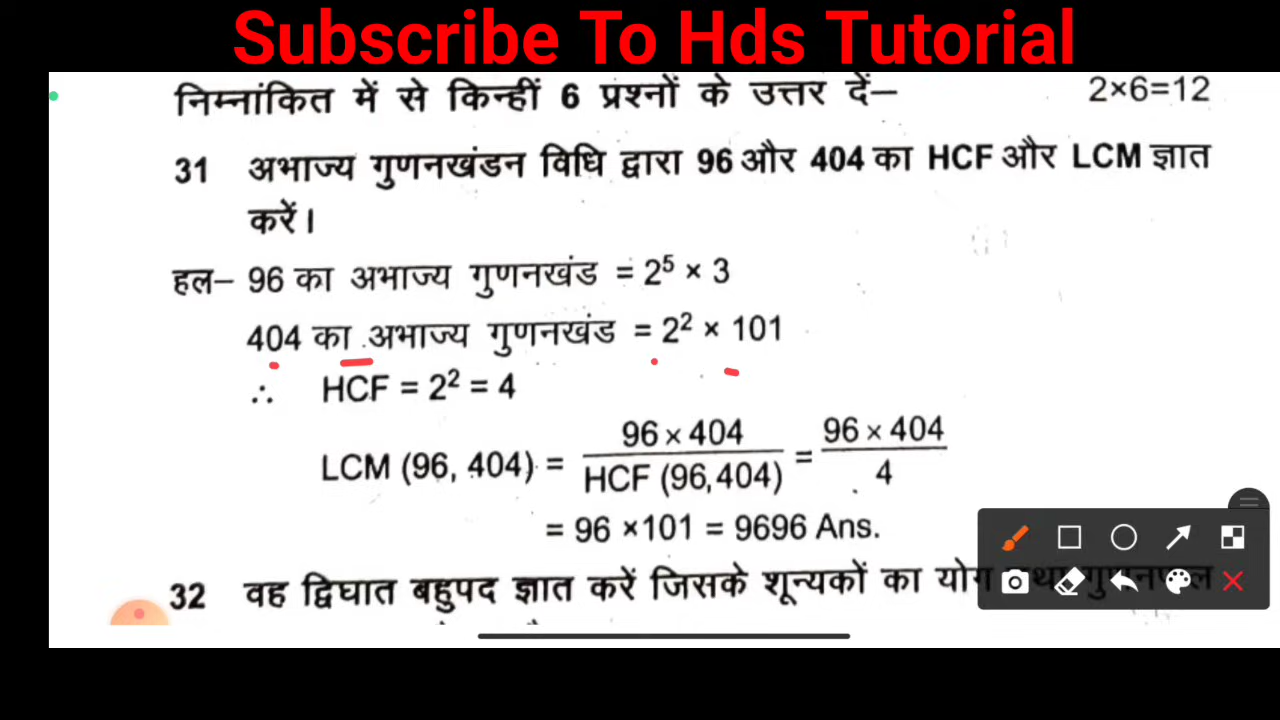 Subscribe To Hds Tutorial
निम्नांकित में से किन्हीं 6 प्रश्नों के उत्तर दें– 2×6=12
31 अभाज्य गुणनखंडन विधि द्वारा 96 और 404 का HCF और LCM ज्ञात
करें।
हल– 96 का अभाज्य गुणनखंड = 2⁵ × 3
404 का अभाज्य गुणनखंड = 2² × 101
∴ HCF = 2² = 4
LCM (96, 404) = 96 × 404 / HCF (96,404) = 96 × 404 / 4
= 96 ×101 = 9696 Ans.
32 वह द्विघात बहुपद ज्ञात करें जिसके शून्यकों का योग तथा गुणनफल